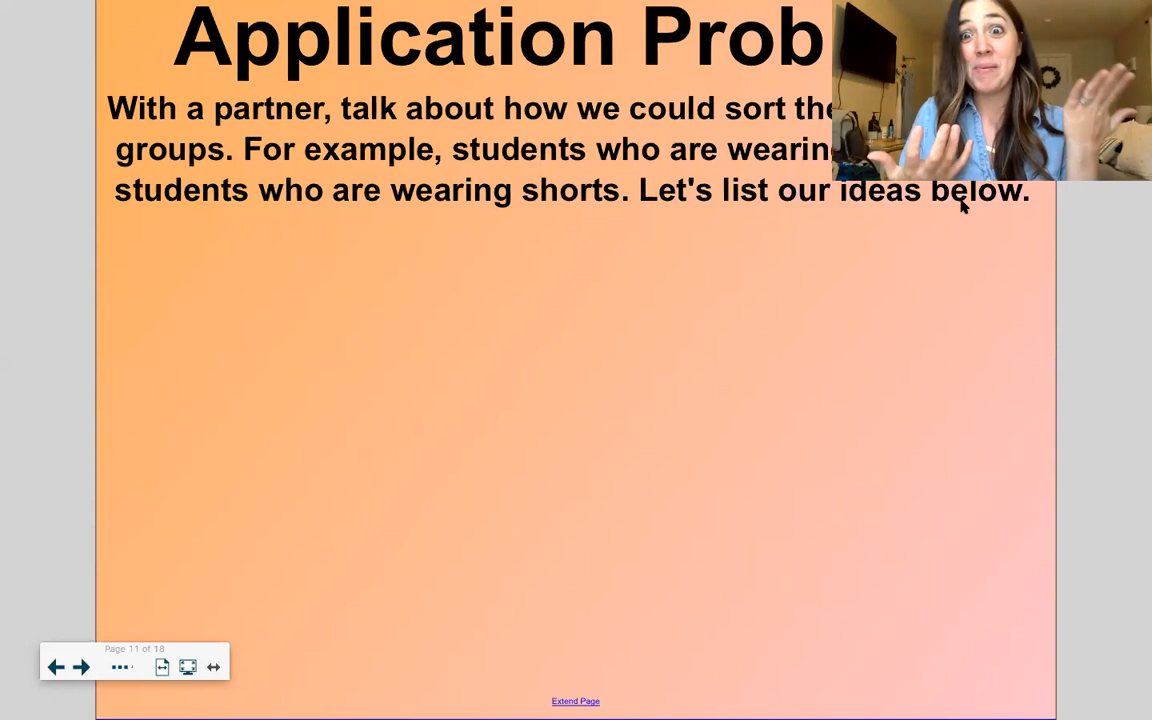 Application Prob
With a partner, talk about how we could sort the
groups. For example, students who are wearing
students who are wearing shorts. Let's list our ideas below.
Page 11 of 18
Extend Page